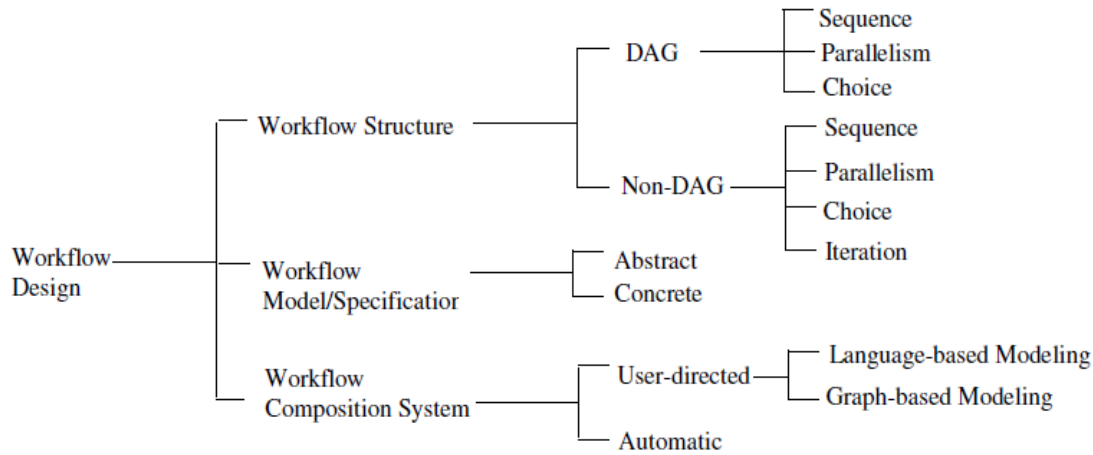 Sequence
DAG
Parallelism
Choice
Workflow Structure
Sequence
Parallelism
Non-DAG
Choice
Iteration
Workflow
Design
Workflow
Model/Specification
Abstract
Concrete
Workflow
Composition System
User-directed
Language-based Modeling
Graph-based Modeling
Automatic